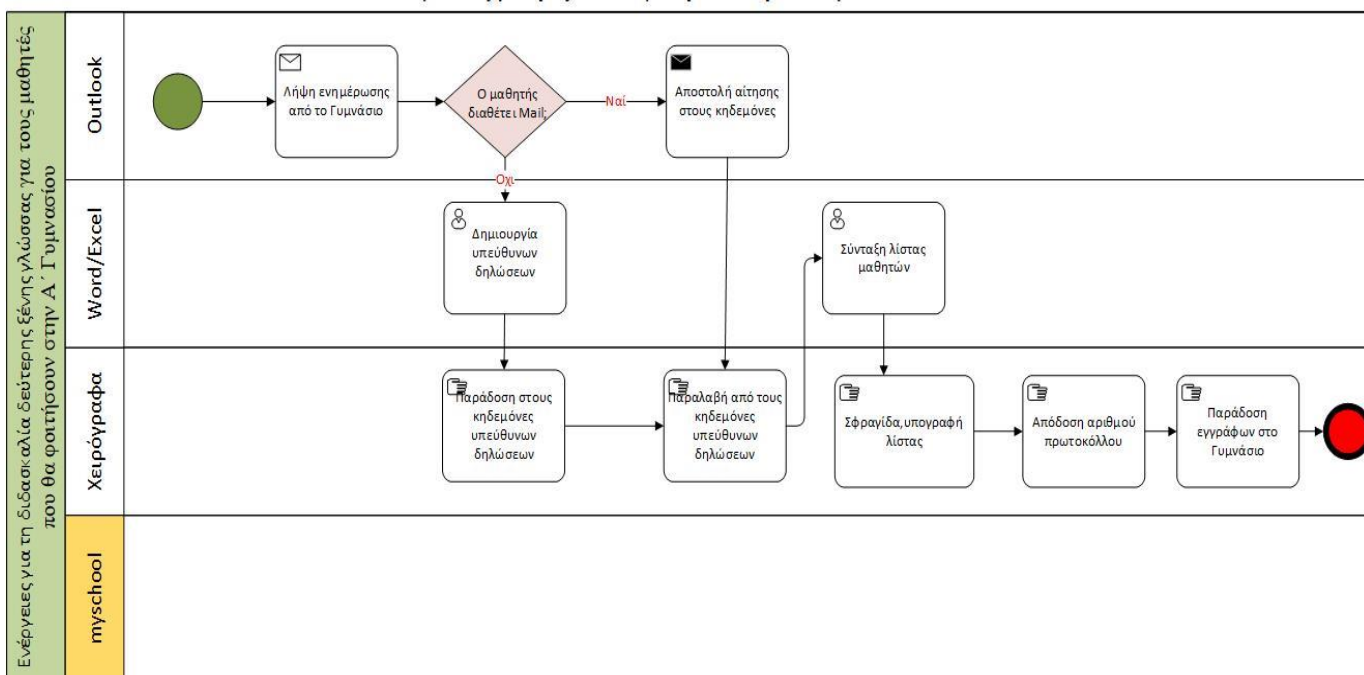 Ενέργειες για τη διδασκαλία δεύτερης ξένης γλώσσας για τους μαθητές
που θα φοιτήσουν στην Α΄ Γυμνασίου
Outlook
Λήψη ενημέρωσης
από το Γυμνάσιο
Ο μαθητής
διαθέτει Mail;
Ναί
Αποστολή αίτησης
στους κηδεμόνες
Οχι
Word/Excel
Δημιουργία
υπεύθυνων
δηλώσεων
Σύνταξη λίστας
μαθητών
Χειρόγραφα
Παράδοση στους
κηδεμόνες
υπεύθυνων
δηλώσεων
Παραλαβή από τους
κηδεμόνες
υπεύθυνων
δηλώσεων
Σφραγίδα,υπογραφή
λίστας
Απόδοση αριθμού
πρωτοκόλλου
Παράδοση
εγγράφων στο
Γυμνάσιο
myschool